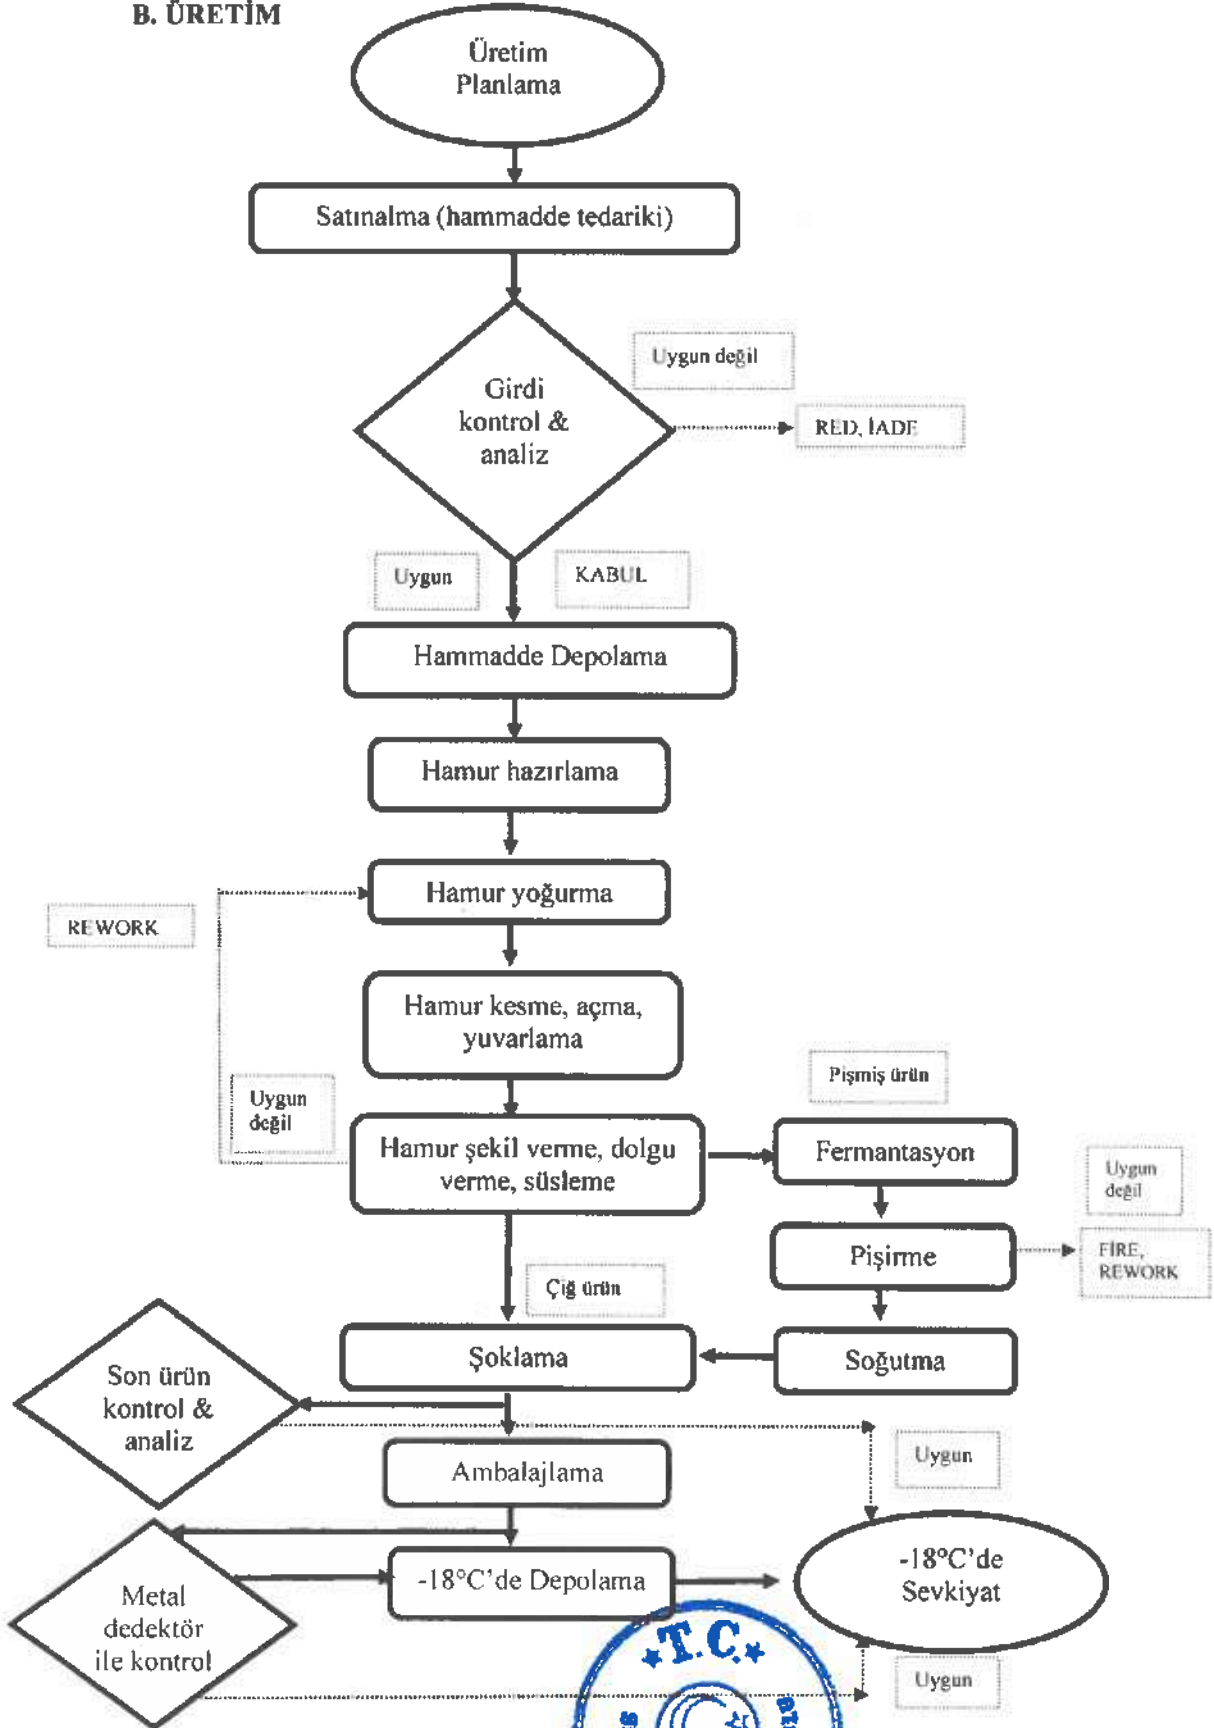 B. ÜRETİM
Üretim
Planlama
Satınalma (hammadde tedariki)
Uygun değil
Girdi
kontrol &
analiz
RED, İADE
Uygun
KABUL
Hammadde Depolama
Hamur hazırlama
Hamur yoğurma
REWORK
Hamur kesme, açma,
yuvarlama
Pişmiş ürün
Uygun
değil
Hamur şekil verme, dolgu
verme, süsleme
Fermantasyon
Uygun
değil
Pişirme
FİRE,
REWORK
Çiğ ürün
Şoklama
Soğutma
Son ürün
kontrol &
analiz
Uygun
Ambalajlama
-18°C'de Depolama
-18°C'de
Sevkiyat
Metal
dedektör
ile kontrol
T.C.
Uygun